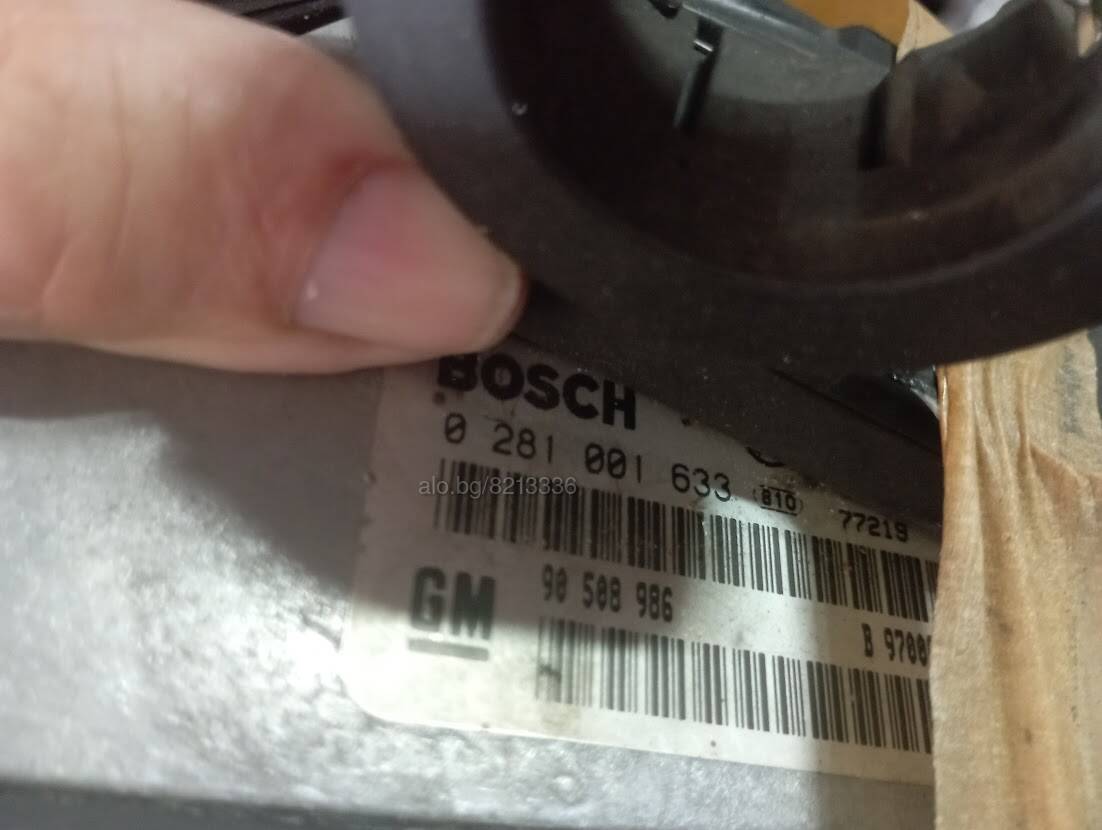 BOSCH
0 281 001 633 810 77219
alo.bg/8213336
GM 90 508 986
B 9700